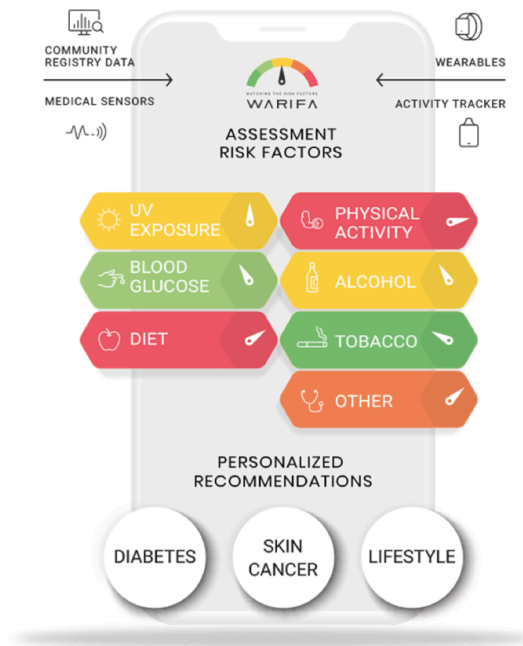 COMMUNITY
REGISTRY DATA
MEDICAL SENSORS
WATCHING THE RISK FACTORS
WARIFA
WEARABLES
ACTIVITY TRACKER
ASSESSMENT
RISK FACTORS
UV
EXPOSURE
PHYSICAL
ACTIVITY
BLOOD
GLUCOSE
ALCOHOL
DIET
TOBACCO
OTHER
PERSONALIZED
RECOMMENDATIONS
DIABETES
SKIN
CANCER
LIFESTYLE